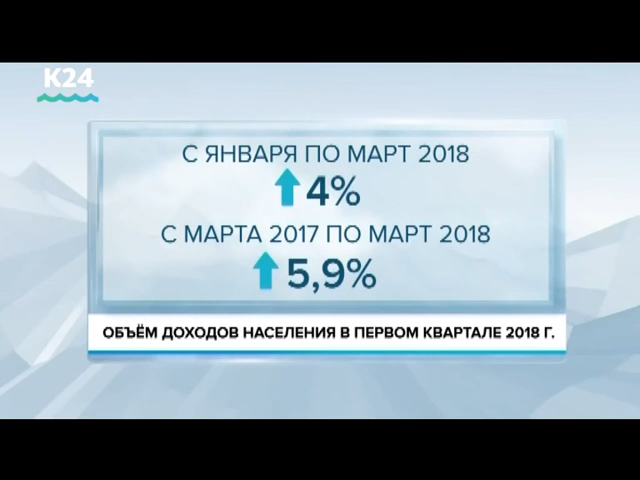 K24
С ЯНВАРЯ ПО МАРТ 2018
4%
С МАРТА 2017 ПО МАРТ 2018
5,9%
ОБЪЁМ ДОХОДОВ НАСЕЛЕНИЯ В ПЕРВОМ КВАРТАЛЕ 2018 Г.